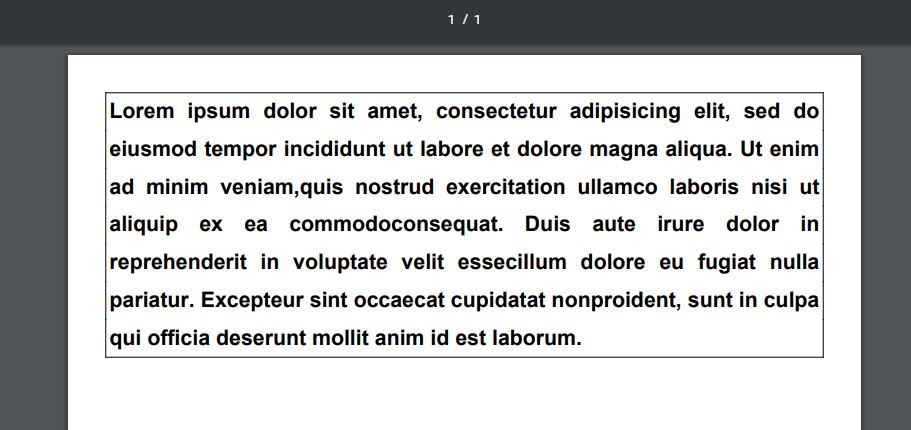 1 / 1
Lorem ipsum dolor sit amet, consectetur adipisicing elit, sed do
eiusmod tempor incididunt ut labore et dolore magna aliqua. Ut enim
ad minim veniam,quis nostrud exercitation ullamco laboris nisi ut
aliquip ex ea commodoconsequat. Duis aute irure dolor in
reprehenderit in voluptate velit essecillum dolore eu fugiat nulla
pariatur. Excepteur sint occaecat cupidatat nonproident, sunt in culpa
qui officia deserunt mollit anim id est laborum.